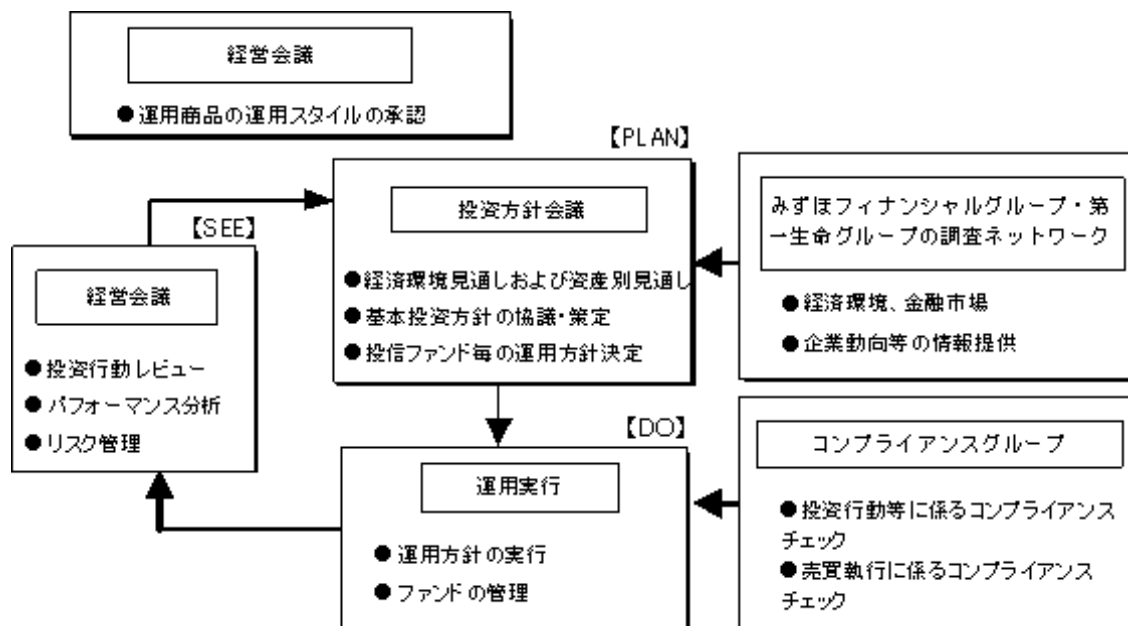 経営会議
●運用商品の運用スタイルの承認
【PLAN】
投資方針会議
●経済環境見通しおよび資産別見通し
●基本投資方針の協議・策定
●投信ファンド毎の運用方針決定
みずほフィナンシャルグループ・第
一生命グループの調査ネットワーク
●経済環境、金融市場
●企業動向等の情報提供
【SEE】
経営会議
●投資行動レビュー
●パフォーマンス分析
●リスク管理
【DO】
運用実行
●運用方針の実行
●ファンドの管理
コンプライアンスグループ
●投資行動等に係るコンプライアンス
チェック
●売買執行に係るコンプライアンス
チェック